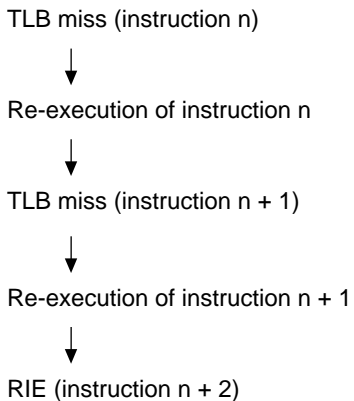 TLB miss (instruction n)
Re-execution of instruction n
TLB miss (instruction n + 1)
Re-execution of instruction n + 1
RIE (instruction n + 2)